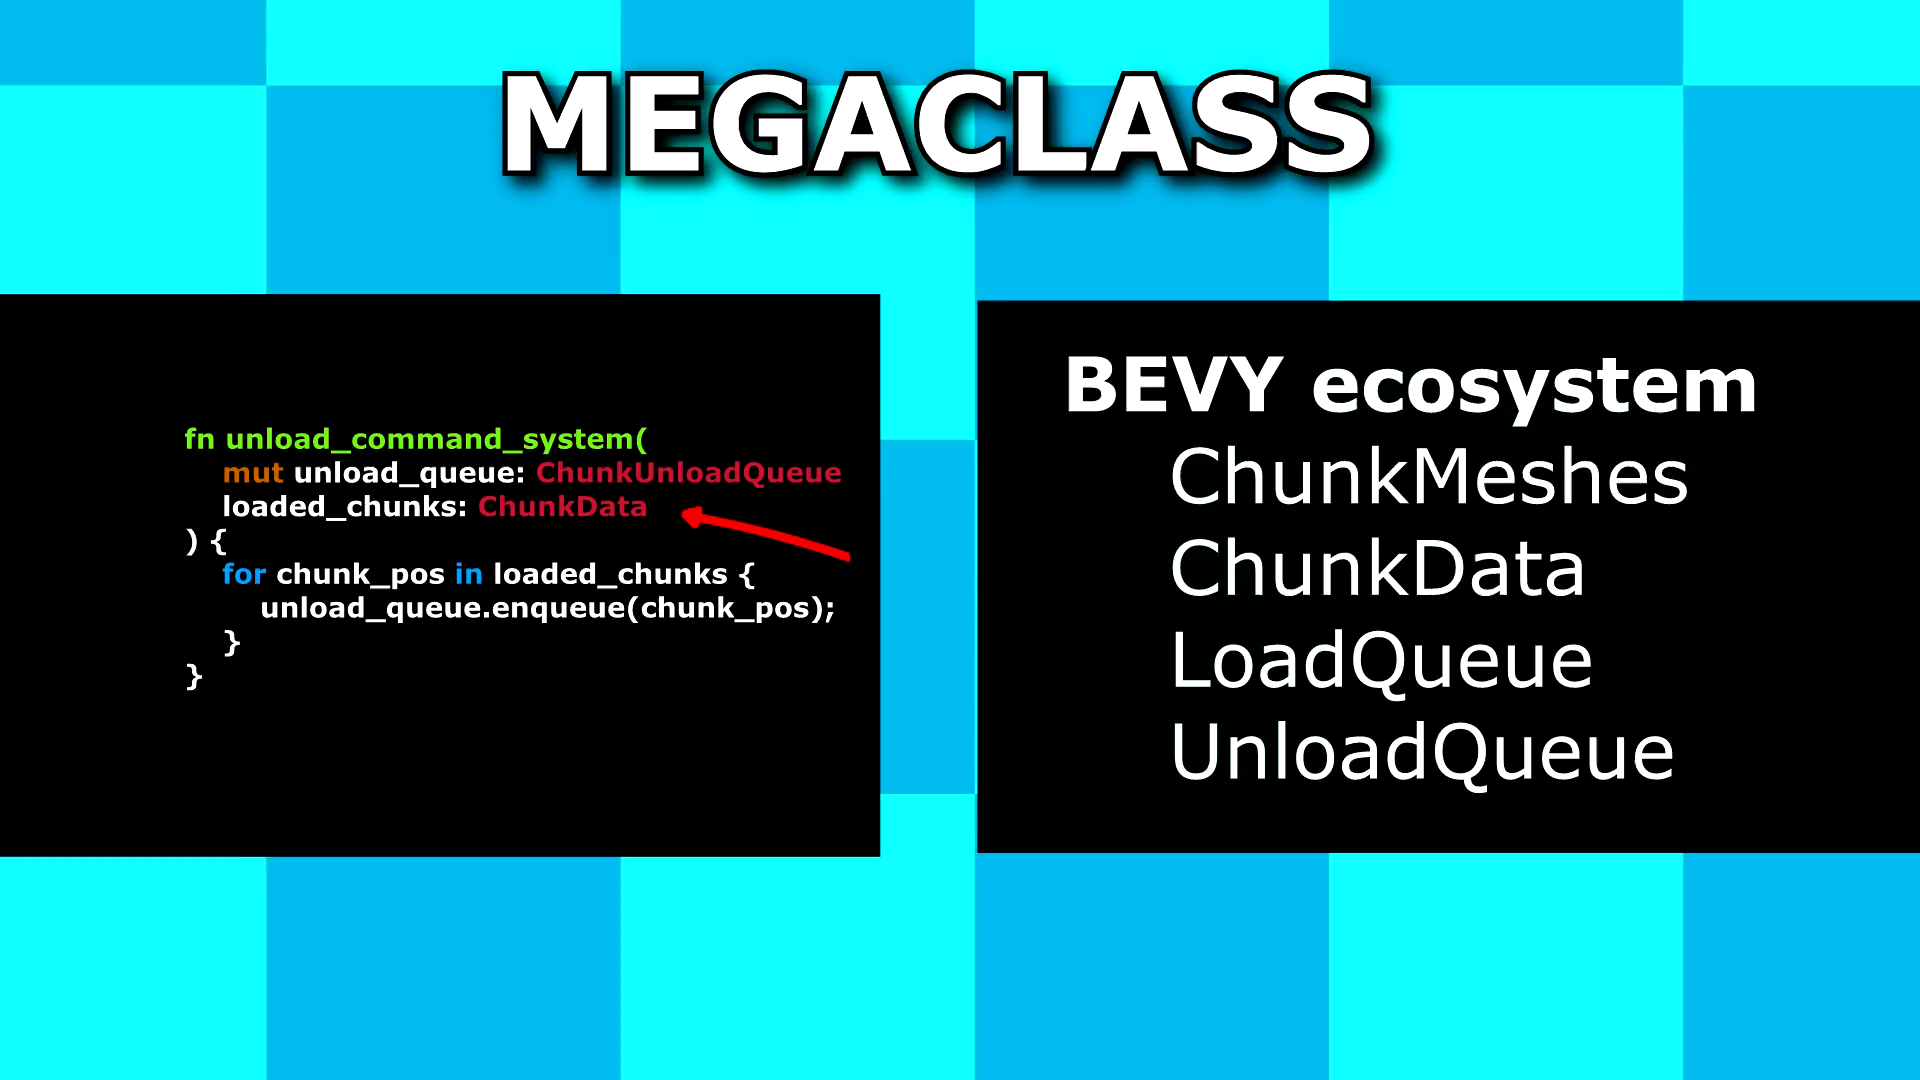 MEGACLASS
fn unload_command_system(
mut unload_queue: ChunkUnloadQueue
loaded_chunks: ChunkData
) {
for chunk_pos in loaded_chunks {
unload_queue.enqueue(chunk_pos);
}
}
BEVY ecosystem
ChunkMeshes
ChunkData
LoadQueue
UnloadQueue